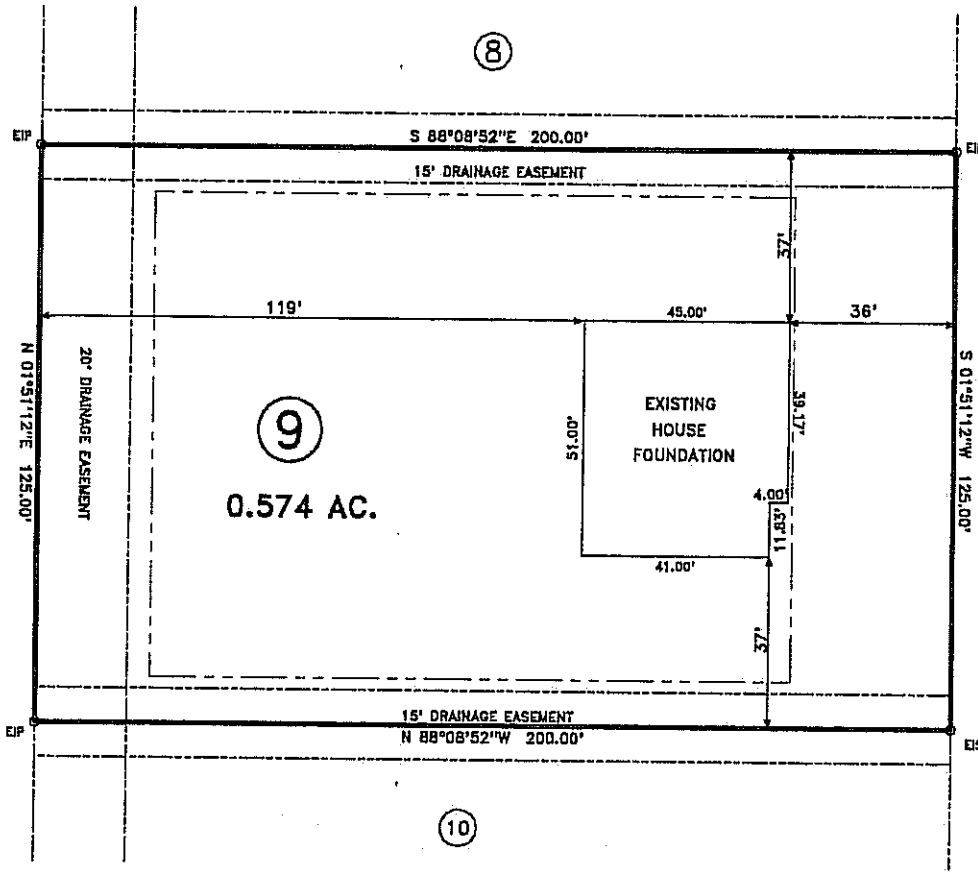 8
EIP
S 88°08'52"E 200.00'
15' DRAINAGE EASEMENT
37'
119'
45.00'
36'
N 01°51'12"E 125.00'
20' DRAINAGE EASEMENT
9
0.574 AC.
51.00'
EXISTING
HOUSE
FOUNDATION
39.17'
4.00'
11.83'
41.00'
37'
S 01°51'12"W 125.00'
15' DRAINAGE EASEMENT
EIP
N 88°08'52"W 200.00'
10